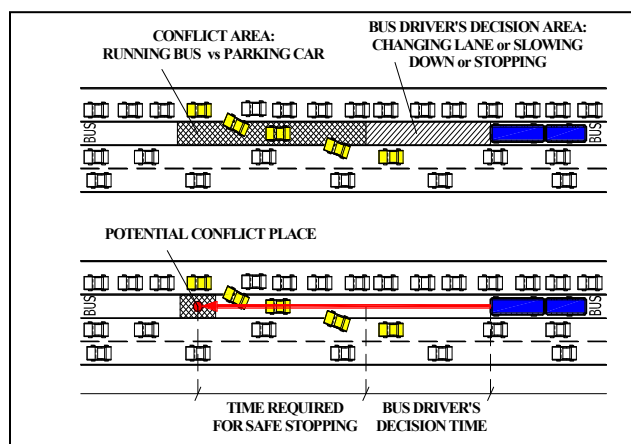 CONFLICT AREA:
RUNNING BUS vs PARKING CAR
BUS DRIVER'S DECISION AREA:
CHANGING LANE or SLOWING
DOWN or STOPPING
BUS
BUS
POTENTIAL CONFLICT PLACE
BUS
BUS
TIME REQUIRED
FOR SAFE STOPPING
BUS DRIVER'S
DECISION TIME